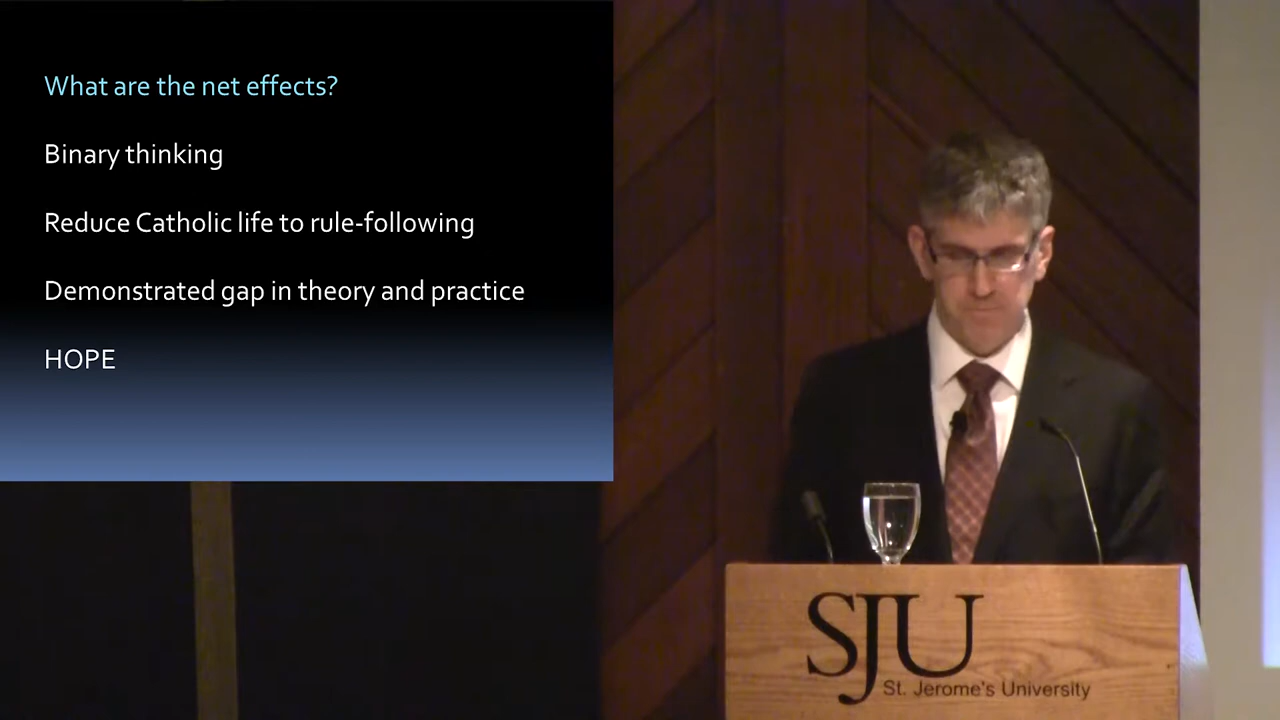 What are the net effects?
Binary thinking
Reduce Catholic life to rule-following
Demonstrated gap in theory and practice
HOPE
SJU
St. Jerome's University